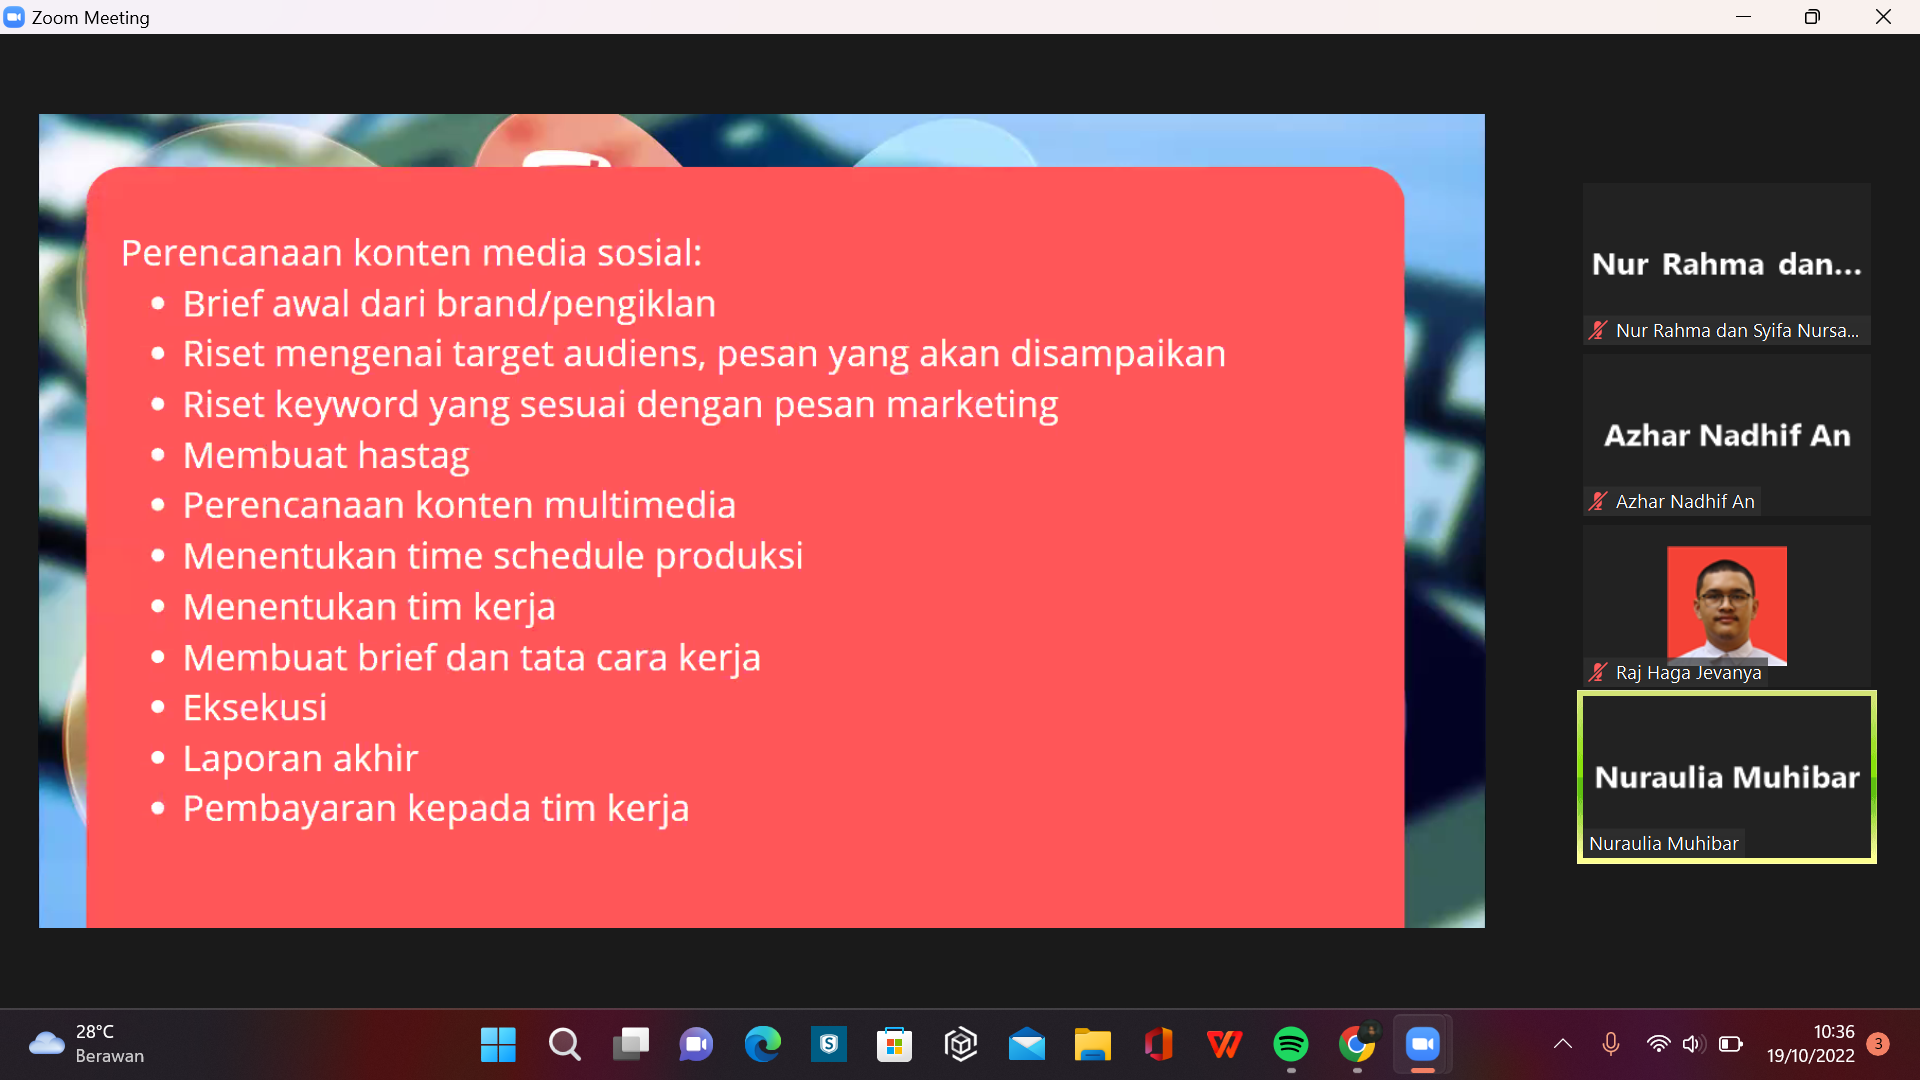 Zoom Meeting
Perencanaan konten media sosial:
• Brief awal dari brand/pengiklan
• Riset mengenai target audiens, pesan yang akan disampaikan
• Riset keyword yang sesuai dengan pesan marketing
• Membuat hastag
• Perencanaan konten multimedia
• Menentukan time schedule produksi
• Menentukan tim kerja
• Membuat brief dan tata cara kerja
• Eksekusi
• Laporan akhir
• Pembayaran kepada tim kerja
Nur Rahma dan...
Nur Rahma dan Syifa Nursa...
Azhar Nadhif An
Azhar Nadhif An
Raj Haga Jevanya
Nuraulia Muhibar
Nuraulia Muhibar
28°C
Berawan
10:36
19/10/2022
3